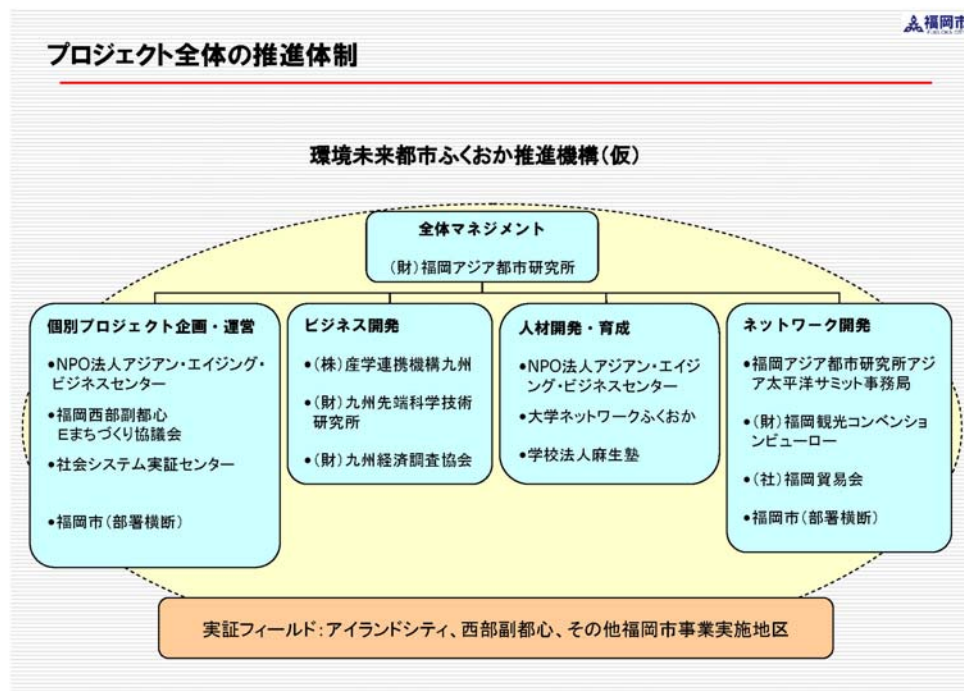 福岡市
FUKUOKA CITY
プロジェクト全体の推進体制
環境未来都市ふくおか推進機構(仮)
全体マネジメント
(財)福岡アジア都市研究所
個別プロジェクト企画・運営
•NPO法人アジアン・エイジング・
ビジネスセンター
•福岡西部副都心
Eまちづくり協議会
•社会システム実証センター
•福岡市(部署横断)
ビジネス開発
•(株)産学連携機構九州
•(財)九州先端科学技術
研究所
•(財)九州経済調査協会
人材開発・育成
•NPO法人アジアン・エイジ
ング・ビジネスセンター
•大学ネットワークふくおか
•学校法人麻生塾
ネットワーク開発
•福岡アジア都市研究所アジ
ア太平洋サミット事務局
•(財)福岡観光コンベンショ
ンビューロー
•(社)福岡貿易会
•福岡市(部署横断)
実証フィールド:アイランドシティ、西部副都心、その他福岡市事業実施地区